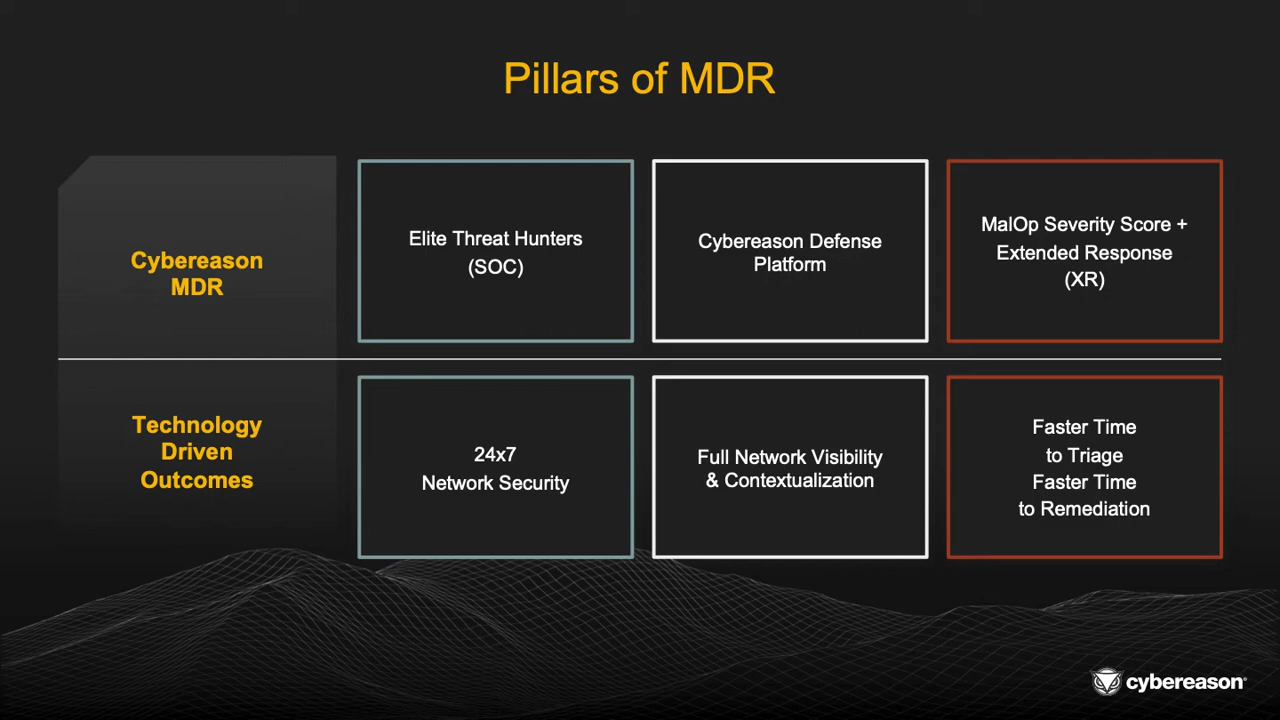 Pillars of MDR
Cybereason
MDR
Elite Threat Hunters
(SOC)
Cybereason Defense
Platform
MalOp Severity Score +
Extended Response
(XR)
Technology
Driven
Outcomes
24x7
Network Security
Full Network Visibility
& Contextualization
Faster Time
to Triage
Faster Time
to Remediation
cybereason®